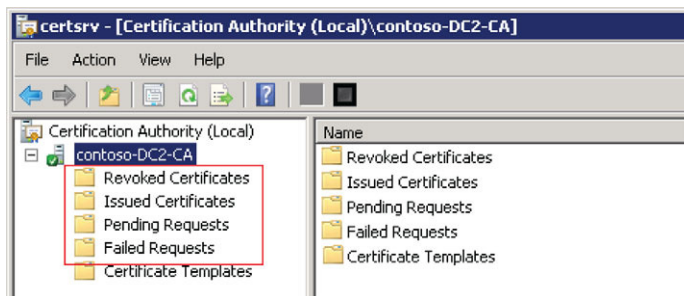 certsrv - [Certification Authority (Local)\contoso-DC2-CA]
File Action View Help
Certification Authority (Local)
contoso-DC2-CA
Revoked Certificates
Issued Certificates
Pending Requests
Failed Requests
Certificate Templates
Name
Revoked Certificates
Issued Certificates
Pending Requests
Failed Requests
Certificate Templates